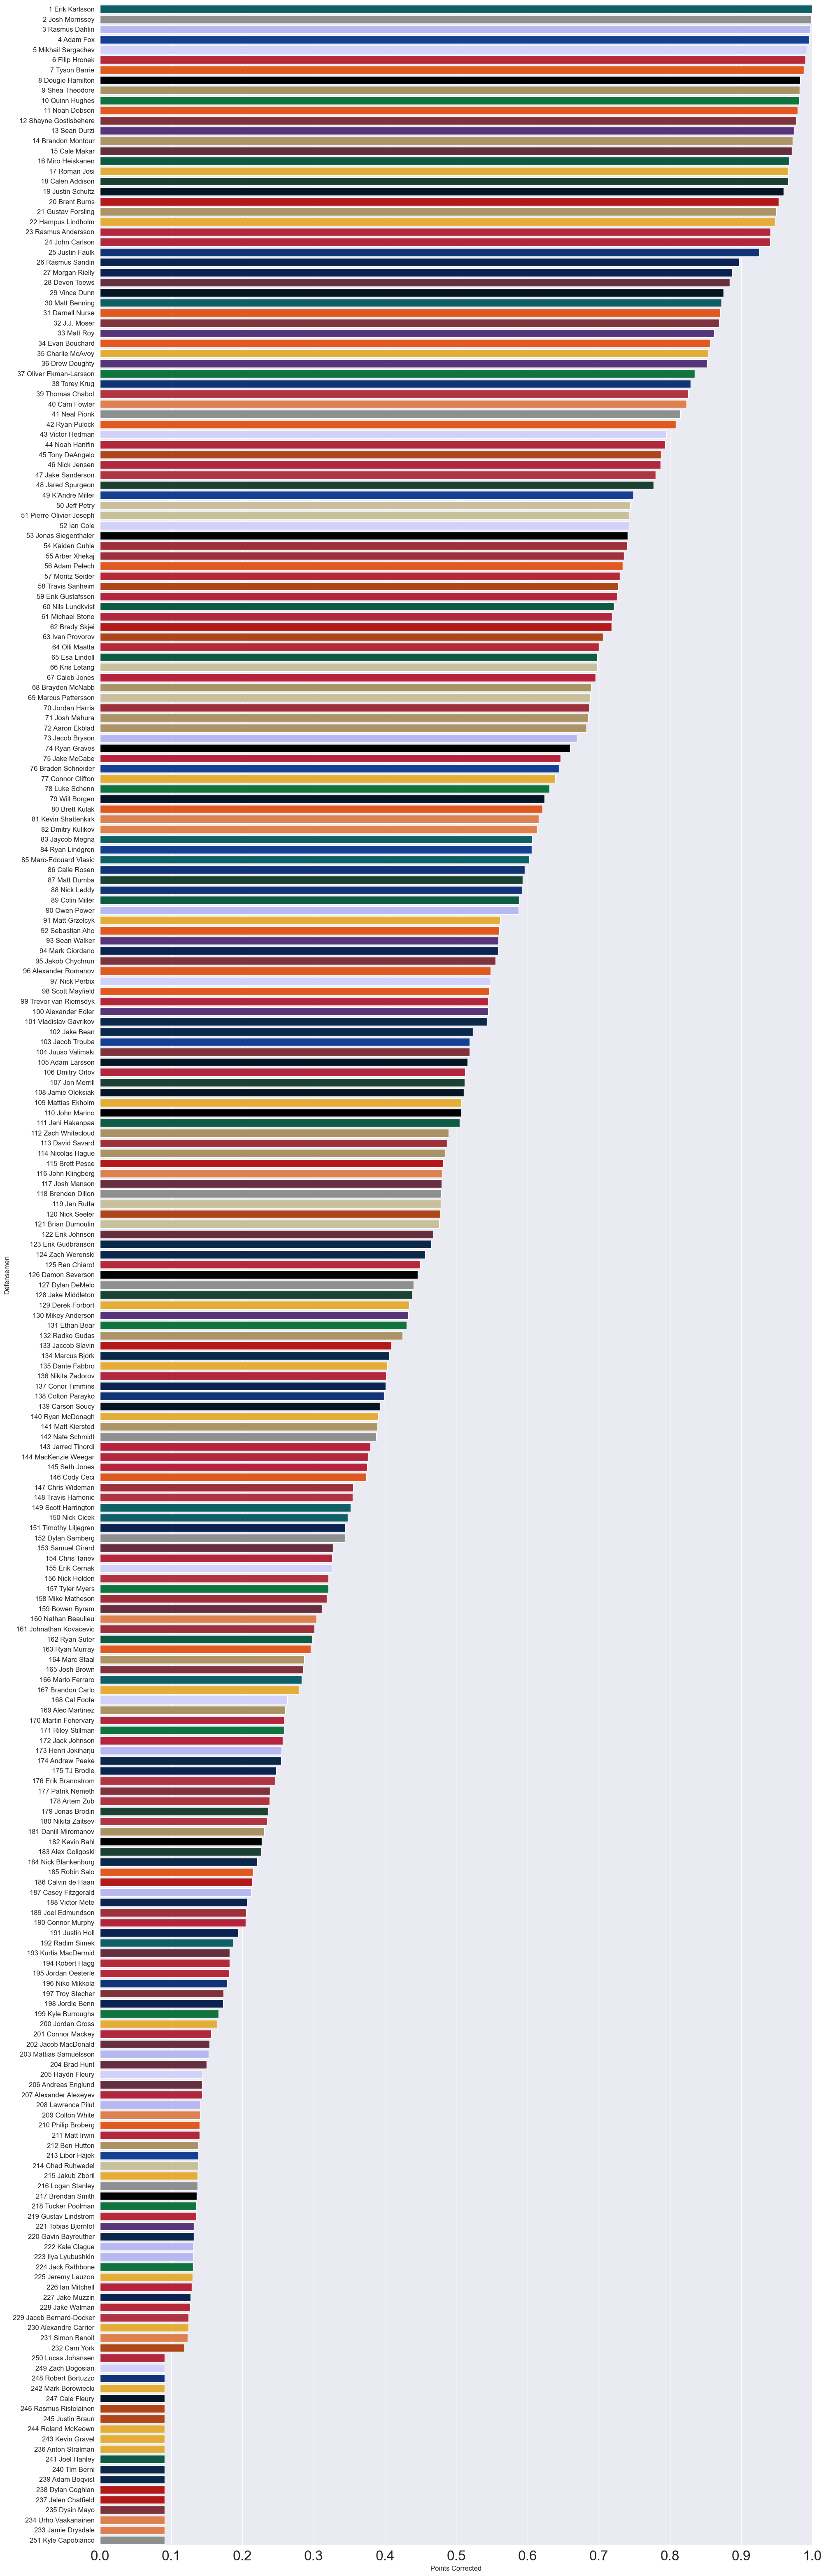 1 Erik Karlsson
2 Josh Morrissey
3 Rasmus Dahlin
4 Adam Fox
5 Mikhail Sergachev
6 Filip Hronek
7 Tyson Barrie
8 Dougie Hamilton
9 Shea Theodore
10 Quinn Hughes
11 Noah Dobson
12 Shayne Gostisbehere
13 Sean Durzi
14 Brandon Montour
15 Cale Makar
16 Miro Heiskanen
17 Roman Josi
18 Calen Addison
19 Justin Schultz
20 Brent Burns
21 Gustav Forsling
22 Hampus Lindholm
23 Rasmus Andersson
24 John Carlson
25 Justin Faulk
26 Rasmus Sandin
27 Morgan Rielly
28 Devon Toews
29 Vince Dunn
30 Matt Benning
31 Darnell Nurse
32 J.J. Moser
33 Matt Roy
34 Evan Bouchard
35 Charlie McAvoy
36 Drew Doughty
37 Oliver Ekman-Larsson
38 Torey Krug
39 Thomas Chabot
40 Cam Fowler
41 Neal Pionk
42 Ryan Pulock
43 Victor Hedman
44 Noah Hanifin
45 Tony DeAngelo
46 Nick Jensen
47 Jake Sanderson
48 Jared Spurgeon
49 K'Andre Miller
50 Jeff Petry
51 Pierre-Olivier Joseph
52 Ian Cole
53 Jonas Siegenthaler
54 Kaiden Guhle
55 Arber Xhekaj
56 Adam Pelech
57 Moritz Seider
58 Travis Sanheim
59 Erik Gustafsson
60 Nils Lundkvist
61 Michael Stone
62 Brady Skjei
63 Ivan Provorov
64 Olli Maatta
65 Esa Lindell
66 Kris Letang
67 Caleb Jones
68 Brayden McNabb
69 Marcus Pettersson
70 Jordan Harris
71 Josh Mahura
72 Aaron Ekblad
73 Jacob Bryson
74 Ryan Graves
75 Jake McCabe
76 Braden Schneider
77 Connor Clifton
78 Luke Schenn
79 Will Borgen
80 Brett Kulak
81 Kevin Shattenkirk
82 Dmitry Kulikov
83 Jaycob Megna
84 Ryan Lindgren
85 Marc-Edouard Vlasic
86 Calle Rosen
87 Matt Dumba
88 Nick Leddy
89 Colin Miller
90 Owen Power
91 Matt Grzelcyk
92 Sebastian Aho
93 Sean Walker
94 Mark Giordano
95 Jakob Chychrun
96 Alexander Romanov
97 Nick Perbix
98 Scott Mayfield
99 Trevor van Riemsdyk
100 Alexander Edler
101 Vladislav Gavrikov
102 Jake Bean
103 Jacob Trouba
104 Juuso Valimaki
105 Adam Larsson
106 Dmitry Orlov
107 Jon Merrill
108 Jamie Oleksiak
109 Mattias Ekholm
110 John Marino
111 Jani Hakanpaa
112 Zach Whitecloud
113 David Savard
114 Nicolas Hague
115 Brett Pesce
116 John Klingberg
117 Josh Manson
118 Brenden Dillon
119 Jan Rutta
120 Nick Seeler
121 Brian Dumoulin
122 Erik Johnson
123 Erik Gudbranson
124 Zach Werenski
125 Ben Chiarot
126 Damon Severson
127 Dylan DeMelo
128 Jake Middleton
129 Derek Forbort
130 Mikey Anderson
131 Ethan Bear
132 Radko Gudas
133 Jaccob Slavin
134 Marcus Bjork
135 Dante Fabbro
136 Nikita Zadorov
137 Conor Timmins
138 Colton Parayko
139 Carson Soucy
140 Ryan McDonagh
141 Matt Kiersted
142 Nate Schmidt
143 Jarred Tinordi
144 MacKenzie Weegar
145 Seth Jones
146 Cody Ceci
147 Chris Wideman
148 Travis Hamonic
149 Scott Harrington
150 Nick Cicek
151 Timothy Liljegren
152 Dylan Samberg
153 Samuel Girard
154 Chris Tanev
155 Erik Cernak
156 Nick Holden
157 Tyler Myers
158 Mike Matheson
159 Bowen Byram
160 Nathan Beaulieu
161 Johnathan Kovacevic
162 Ryan Suter
163 Ryan Murray
164 Marc Staal
165 Josh Brown
166 Mario Ferraro
167 Brandon Carlo
168 Cal Foote
169 Alec Martinez
170 Martin Fehervary
171 Riley Stillman
172 Jack Johnson
173 Henri Jokiharju
174 Andrew Peeke
175 TJ Brodie
176 Erik Brannstrom
177 Patrik Nemeth
178 Artem Zub
179 Jonas Brodin
180 Nikita Zaitsev
181 Daniil Miromanov
182 Kevin Bahl
183 Alex Goligoski
184 Nick Blankenburg
185 Robin Salo
186 Calvin de Haan
187 Casey Fitzgerald
188 Victor Mete
189 Joel Edmundson
190 Connor Murphy
191 Justin Holl
192 Radim Simek
193 Kurtis MacDermid
194 Robert Hagg
195 Jordan Oesterle
196 Niko Mikkola
197 Troy Stecher
198 Jordie Benn
199 Kyle Burroughs
200 Jordan Gross
201 Connor Mackey
202 Jacob MacDonald
203 Mattias Samuelsson
204 Brad Hunt
205 Haydn Fleury
206 Andreas Englund
207 Alexander Alexeyev
208 Lawrence Pilut
209 Colton White
210 Philip Broberg
211 Matt Irwin
212 Ben Hutton
213 Libor Hajek
214 Chad Ruhwedel
215 Jakub Zboril
216 Logan Stanley
217 Brendan Smith
218 Tucker Poolman
219 Gustav Lindstrom
221 Tobias Bjornfot
220 Gavin Bayreuther
222 Kale Clague
223 Ilya Lyubushkin
224 Jack Rathbone
225 Jeremy Lauzon
226 Ian Mitchell
227 Jake Muzzin
228 Jake Walman
229 Jacob Bernard-Docker
230 Alexandre Carrier
231 Simon Benoit
232 Cam York
250 Lucas Johansen
249 Zach Bogosian
248 Robert Bortuzzo
242 Mark Borowiecki
247 Cale Fleury
246 Rasmus Ristolainen
245 Justin Braun
244 Roland McKeown
243 Kevin Gravel
236 Anton Stralman
241 Joel Hanley
240 Tim Berni
239 Adam Boqvist
238 Dylan Coghlan
237 Jalen Chatfield
235 Dysin Mayo
234 Urho Vaakanainen
233 Jamie Drysdale
251 Kyle Capobianco
Defensemen
0.0 0.1 0.2 0.3 0.4 0.5 0.6 0.7 0.8 0.9 1.0
Points Corrected